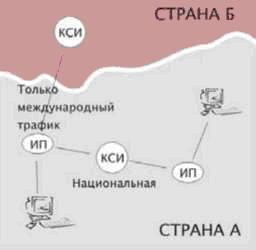 СТРАНА Б
КСИ
Только
международный
трафик
ИП
КСИ
ИП
Национальная
СТРАНА А